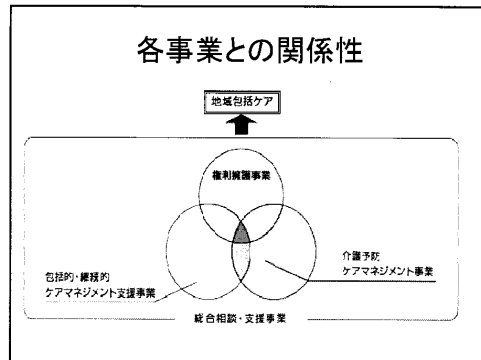 各事業との関係性
地域包括ケア
権利擁護事業
包括的・継続的
ケアマネジメント支援事業
介護予防
ケアマネジメント事業
総合相談・支援事業